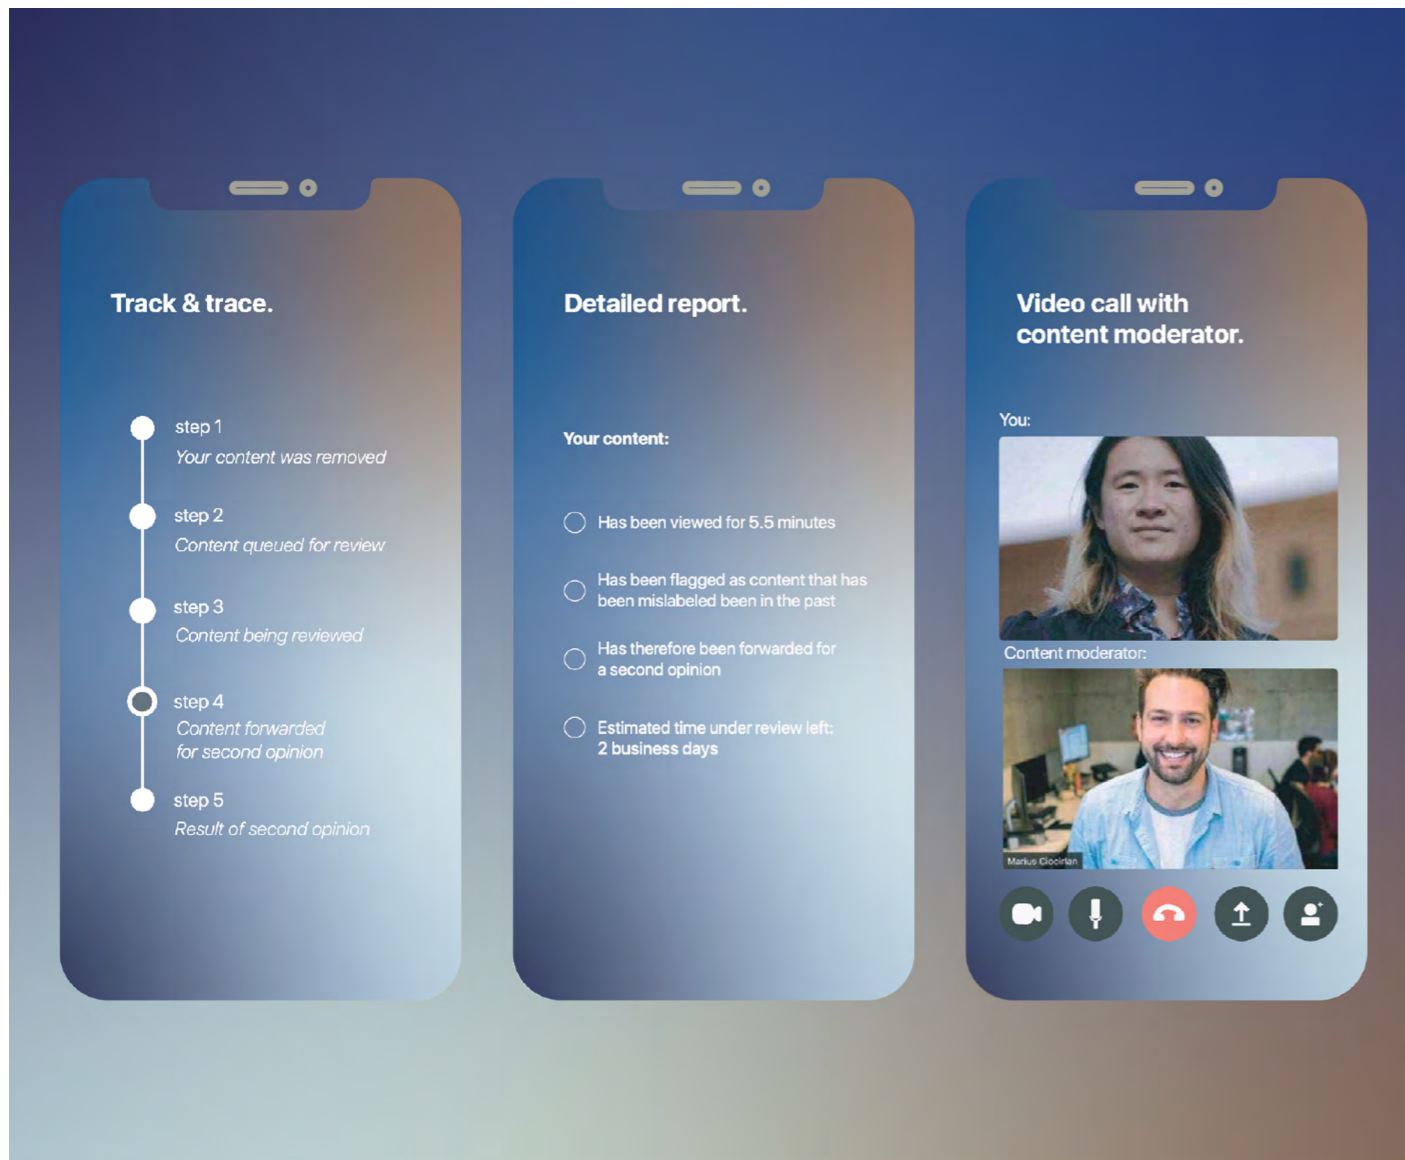 Track & trace.
step 1
Your content was removed
step 2
Content queued for review
step 3
Content being reviewed
step 4
Content forwarded
for second opinion
step 5
Result of second opinion
Detailed report.
Your content:
Has been viewed for 5.5 minutes
Has been flagged as content that has
been mislabeled been in the past
Has therefore been forwarded for
a second opinion
Estimated time under review left:
2 business days
Video call with
content moderator.
You:
Content moderator:
Marius Ciocirlan